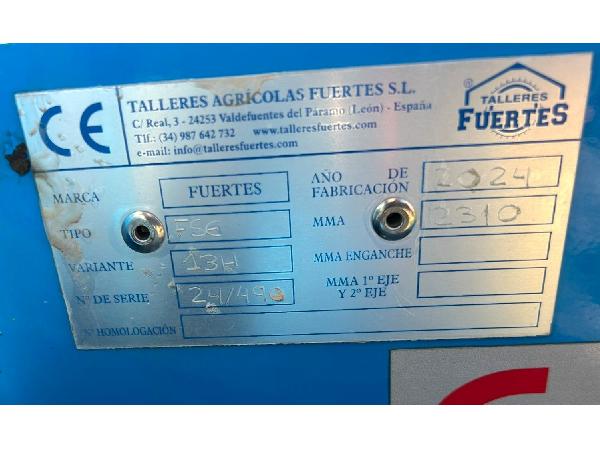 CE
TALLERES AGRÍCOLAS FUERTES S.L.
C/ Real, 3 - 24253 Valdefuentes del Páramo (León) - España
Tlf.: (34) 987 642 732 www.talleresfuertes.com
e-mail: info@talleresfuertes.com
®
TALLERES
FUERTES
MARCA FUERTES
TIPO FSE
VARIANTE 13H
Nº DE SERIE 24/490
Nº HOMOLOGACIÓN
AÑO DE FABRICACIÓN 2024
MMA 2310
MMA ENGANCHE
MMA 1º EJE
Y 2º EJE